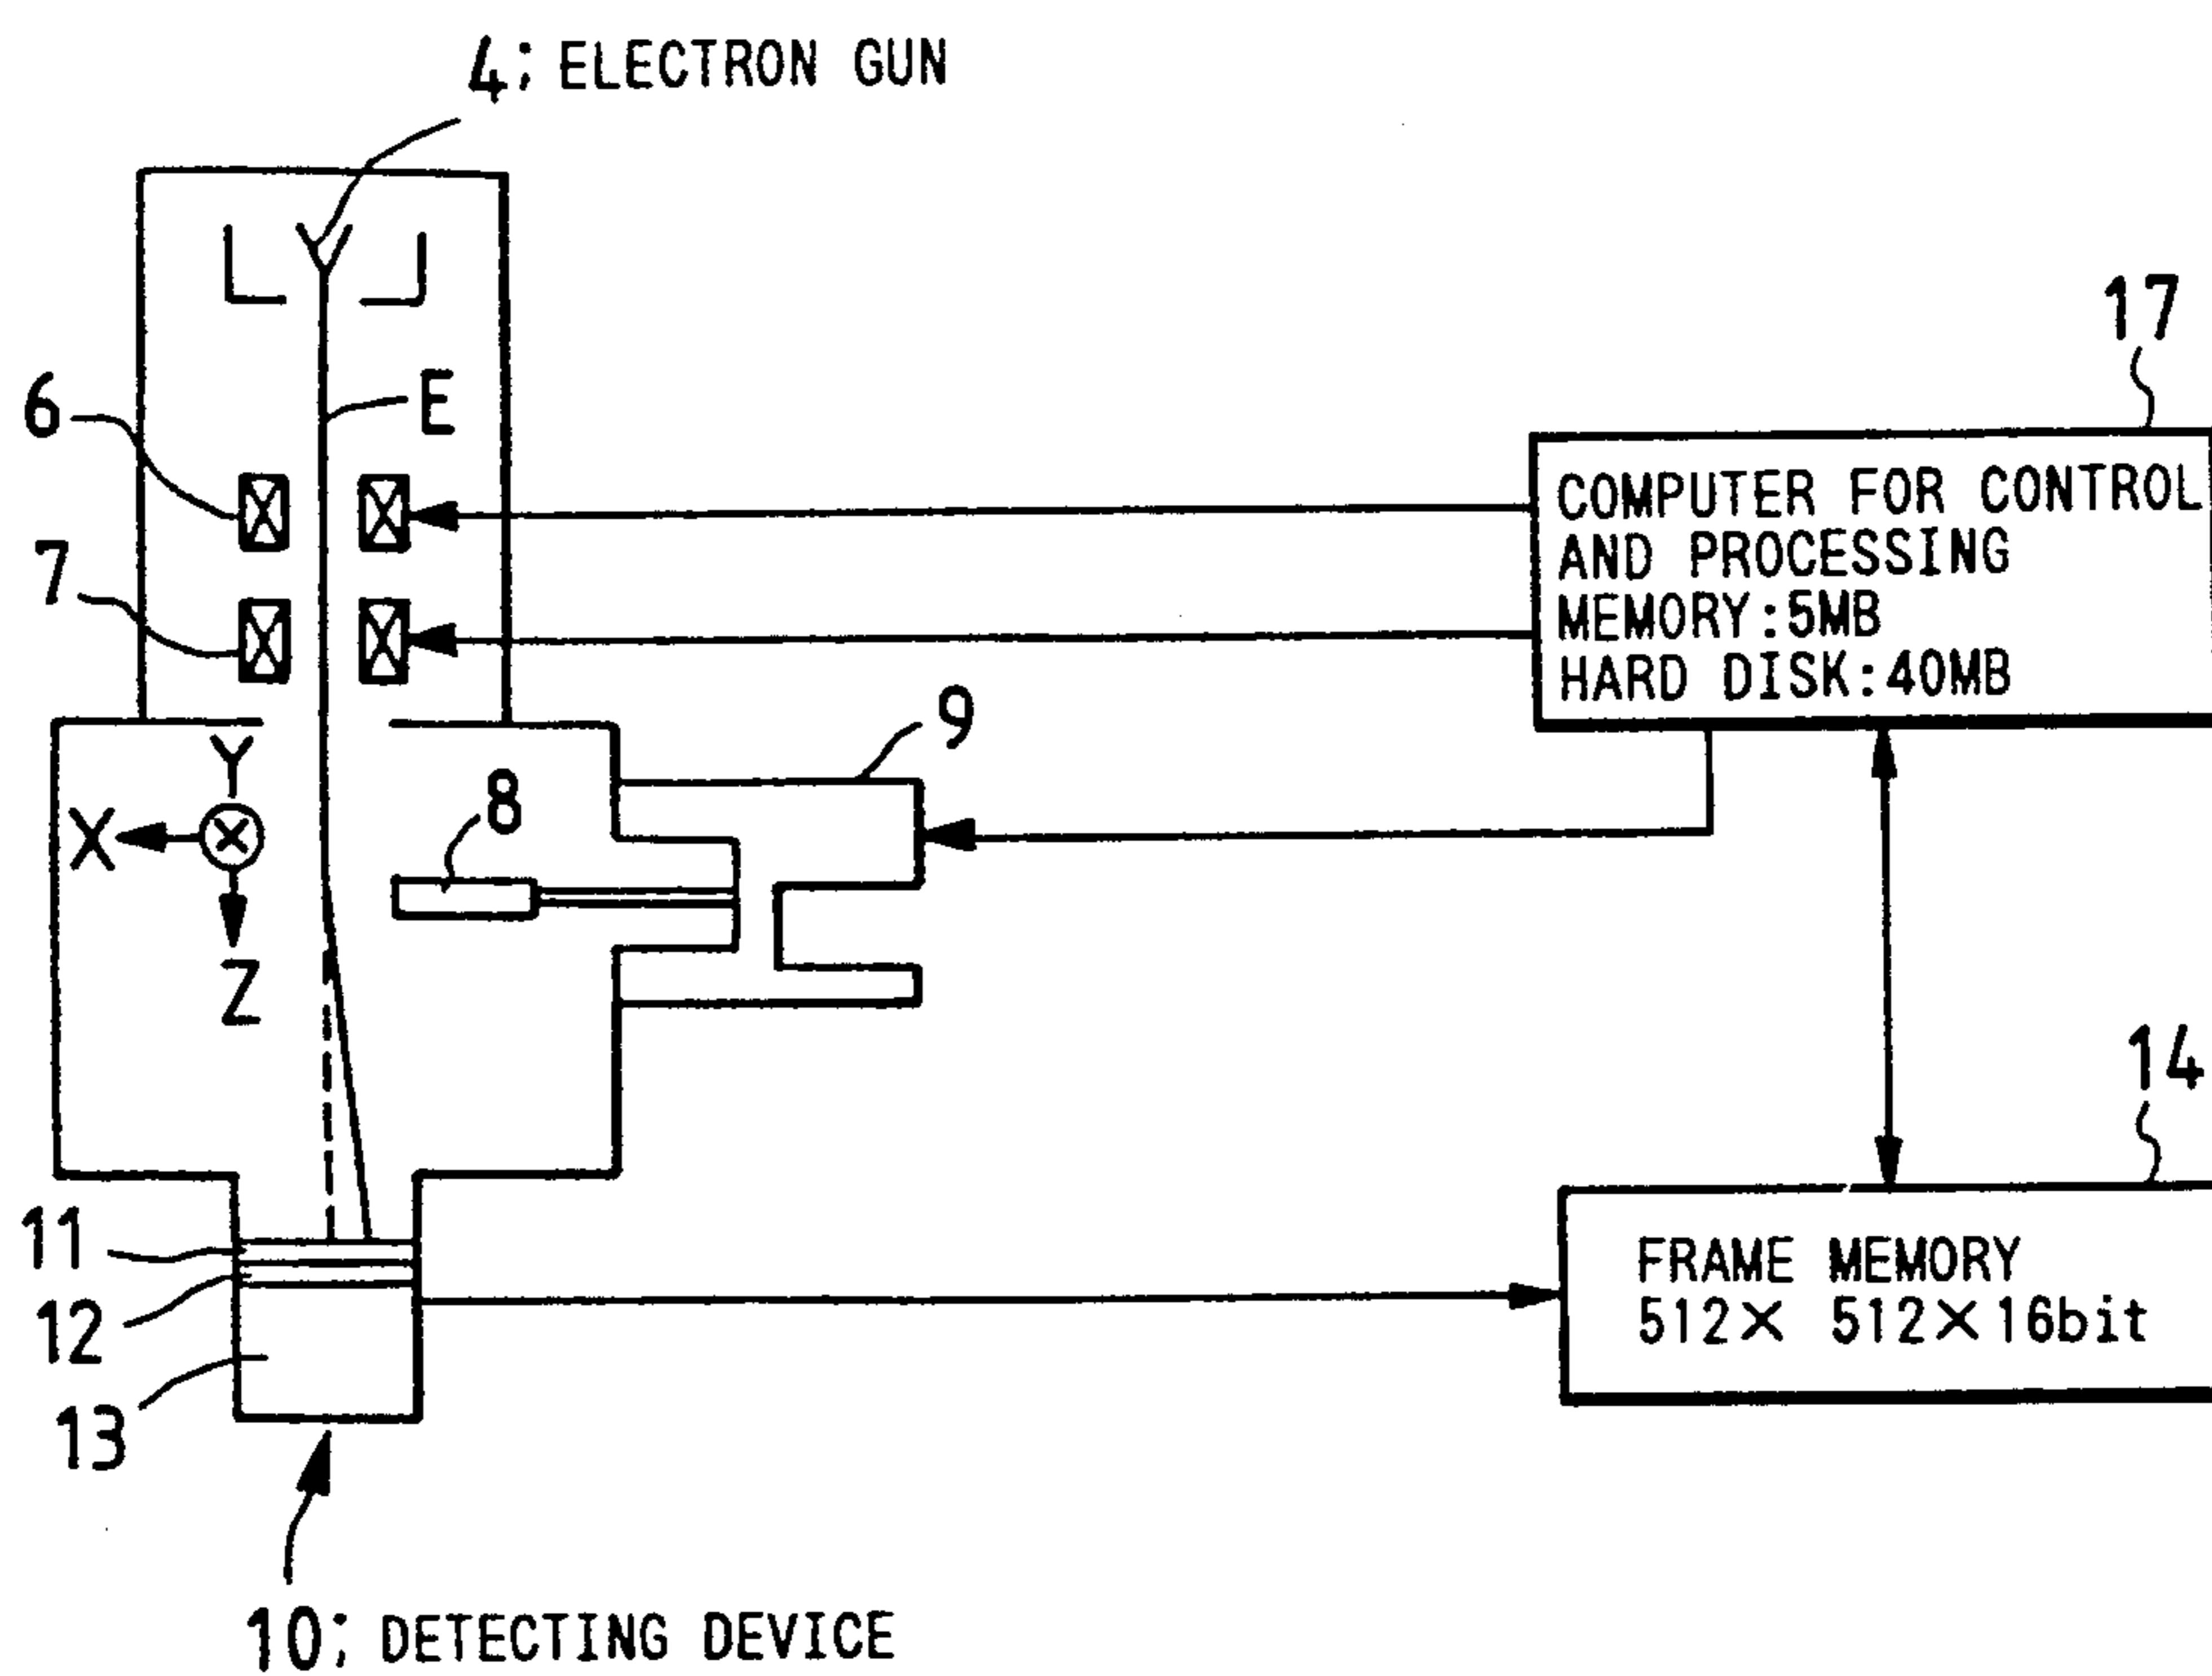 4; ELECTRON GUN
17
6
E
COMPUTER FOR CONTROL
AND PROCESSING
MEMORY:5MB
HARD DISK:40MB
7
9
Y
8
X
Z
14
11
FRAME MEMORY
512× 512×16bit
12
13
10; DETECTING DEVICE